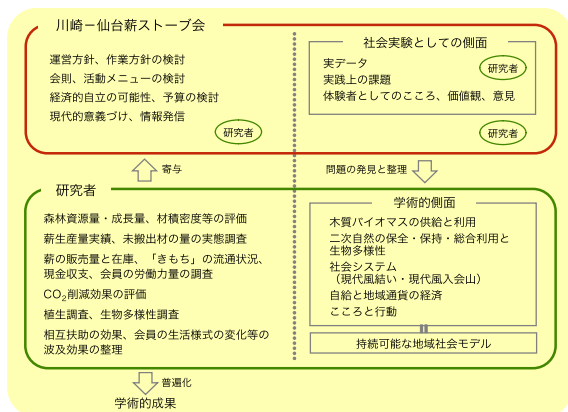 川崎－仙台薪ストーブ会
運営方針、作業方針の検討
会則、活動メニューの検討
経済的自立の可能性、予算の検討
現代的意義づけ、情報発信
研究者
社会実験としての側面
実データ
実践上の課題
体験者としてのこころ、価値観、意見
研究者
研究者
寄与
問題の発見と整理
研究者
森林資源量・成長量、材積密度等の評価
薪生産量実績、未搬出材の量の実態調査
薪の販売量と在庫、「きもち」の流通状況、
現金収支、会員の労働力量の調査
CO2削減効果の評価
植生調査、生物多様性調査
相互扶助の効果、会員の生活様式の変化等の
波及効果の整理
学術的側面
木質バイオマスの供給と利用
二次自然の保全・保持・総合利用と
生物多様性
社会システム
（現代風結い・現代風入会山）
自給と地域通貨の経済
こころと行動
持続可能な地域社会モデル
普遍化
学術的成果